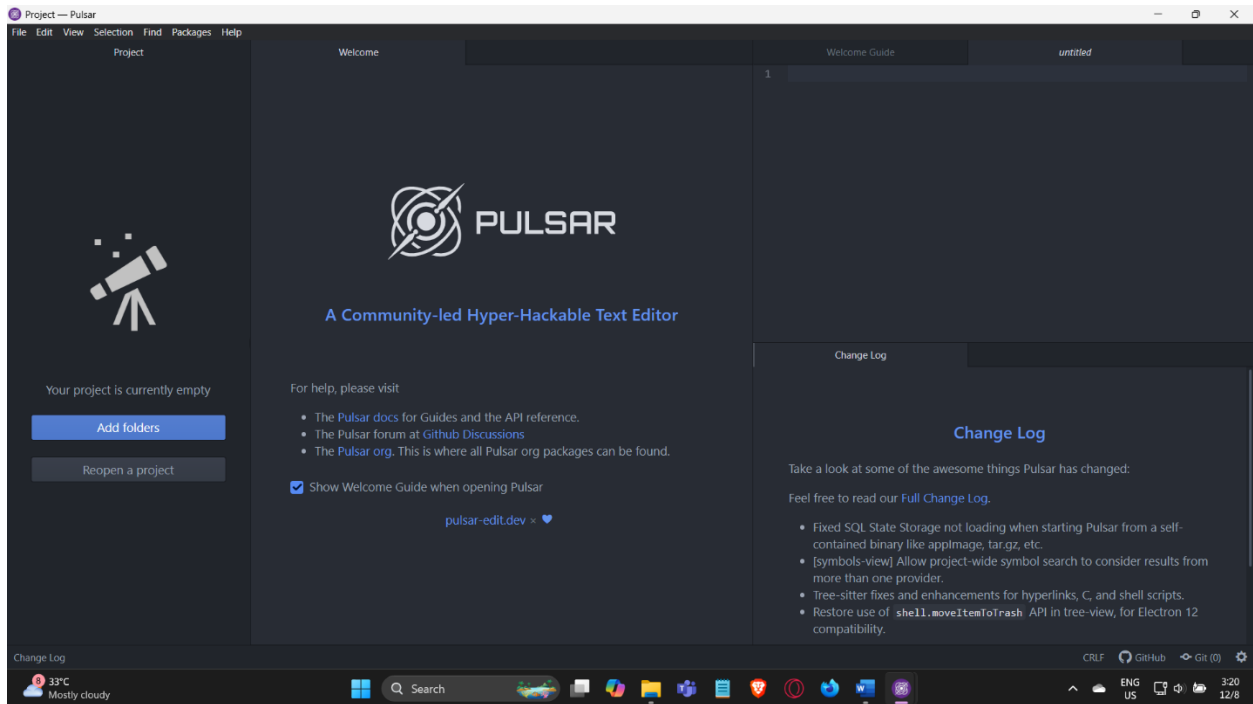 Project — Pulsar
File Edit View Selection Find Packages Help
Project
Your project is currently empty
Add folders
Reopen a project
Welcome
PULSAR
A Community-led Hyper-Hackable Text Editor
For help, please visit
The Pulsar docs for Guides and the API reference.
The Pulsar forum at Github Discussions
The Pulsar org. This is where all Pulsar org packages can be found.
Show Welcome Guide when opening Pulsar
pulsar-edit.dev ×
Welcome Guide
untitled
1
Change Log
Change Log
Take a look at some of the awesome things Pulsar has changed:
Feel free to read our Full Change Log.
Fixed SQL State Storage not loading when starting Pulsar from a self-
contained binary like appImage, tar.gz, etc.
[symbols-view] Allow project-wide symbol search to consider results from
more than one provider.
Tree-sitter fixes and enhancements for hyperlinks, C, and shell scripts.
Restore use of shell.moveItemToTrash API in tree-view, for Electron 12
compatibility.
Change Log
CRLF GitHub Git (0)
8
33°C
Mostly cloudy
Search
ENG
US
3:20
12/8